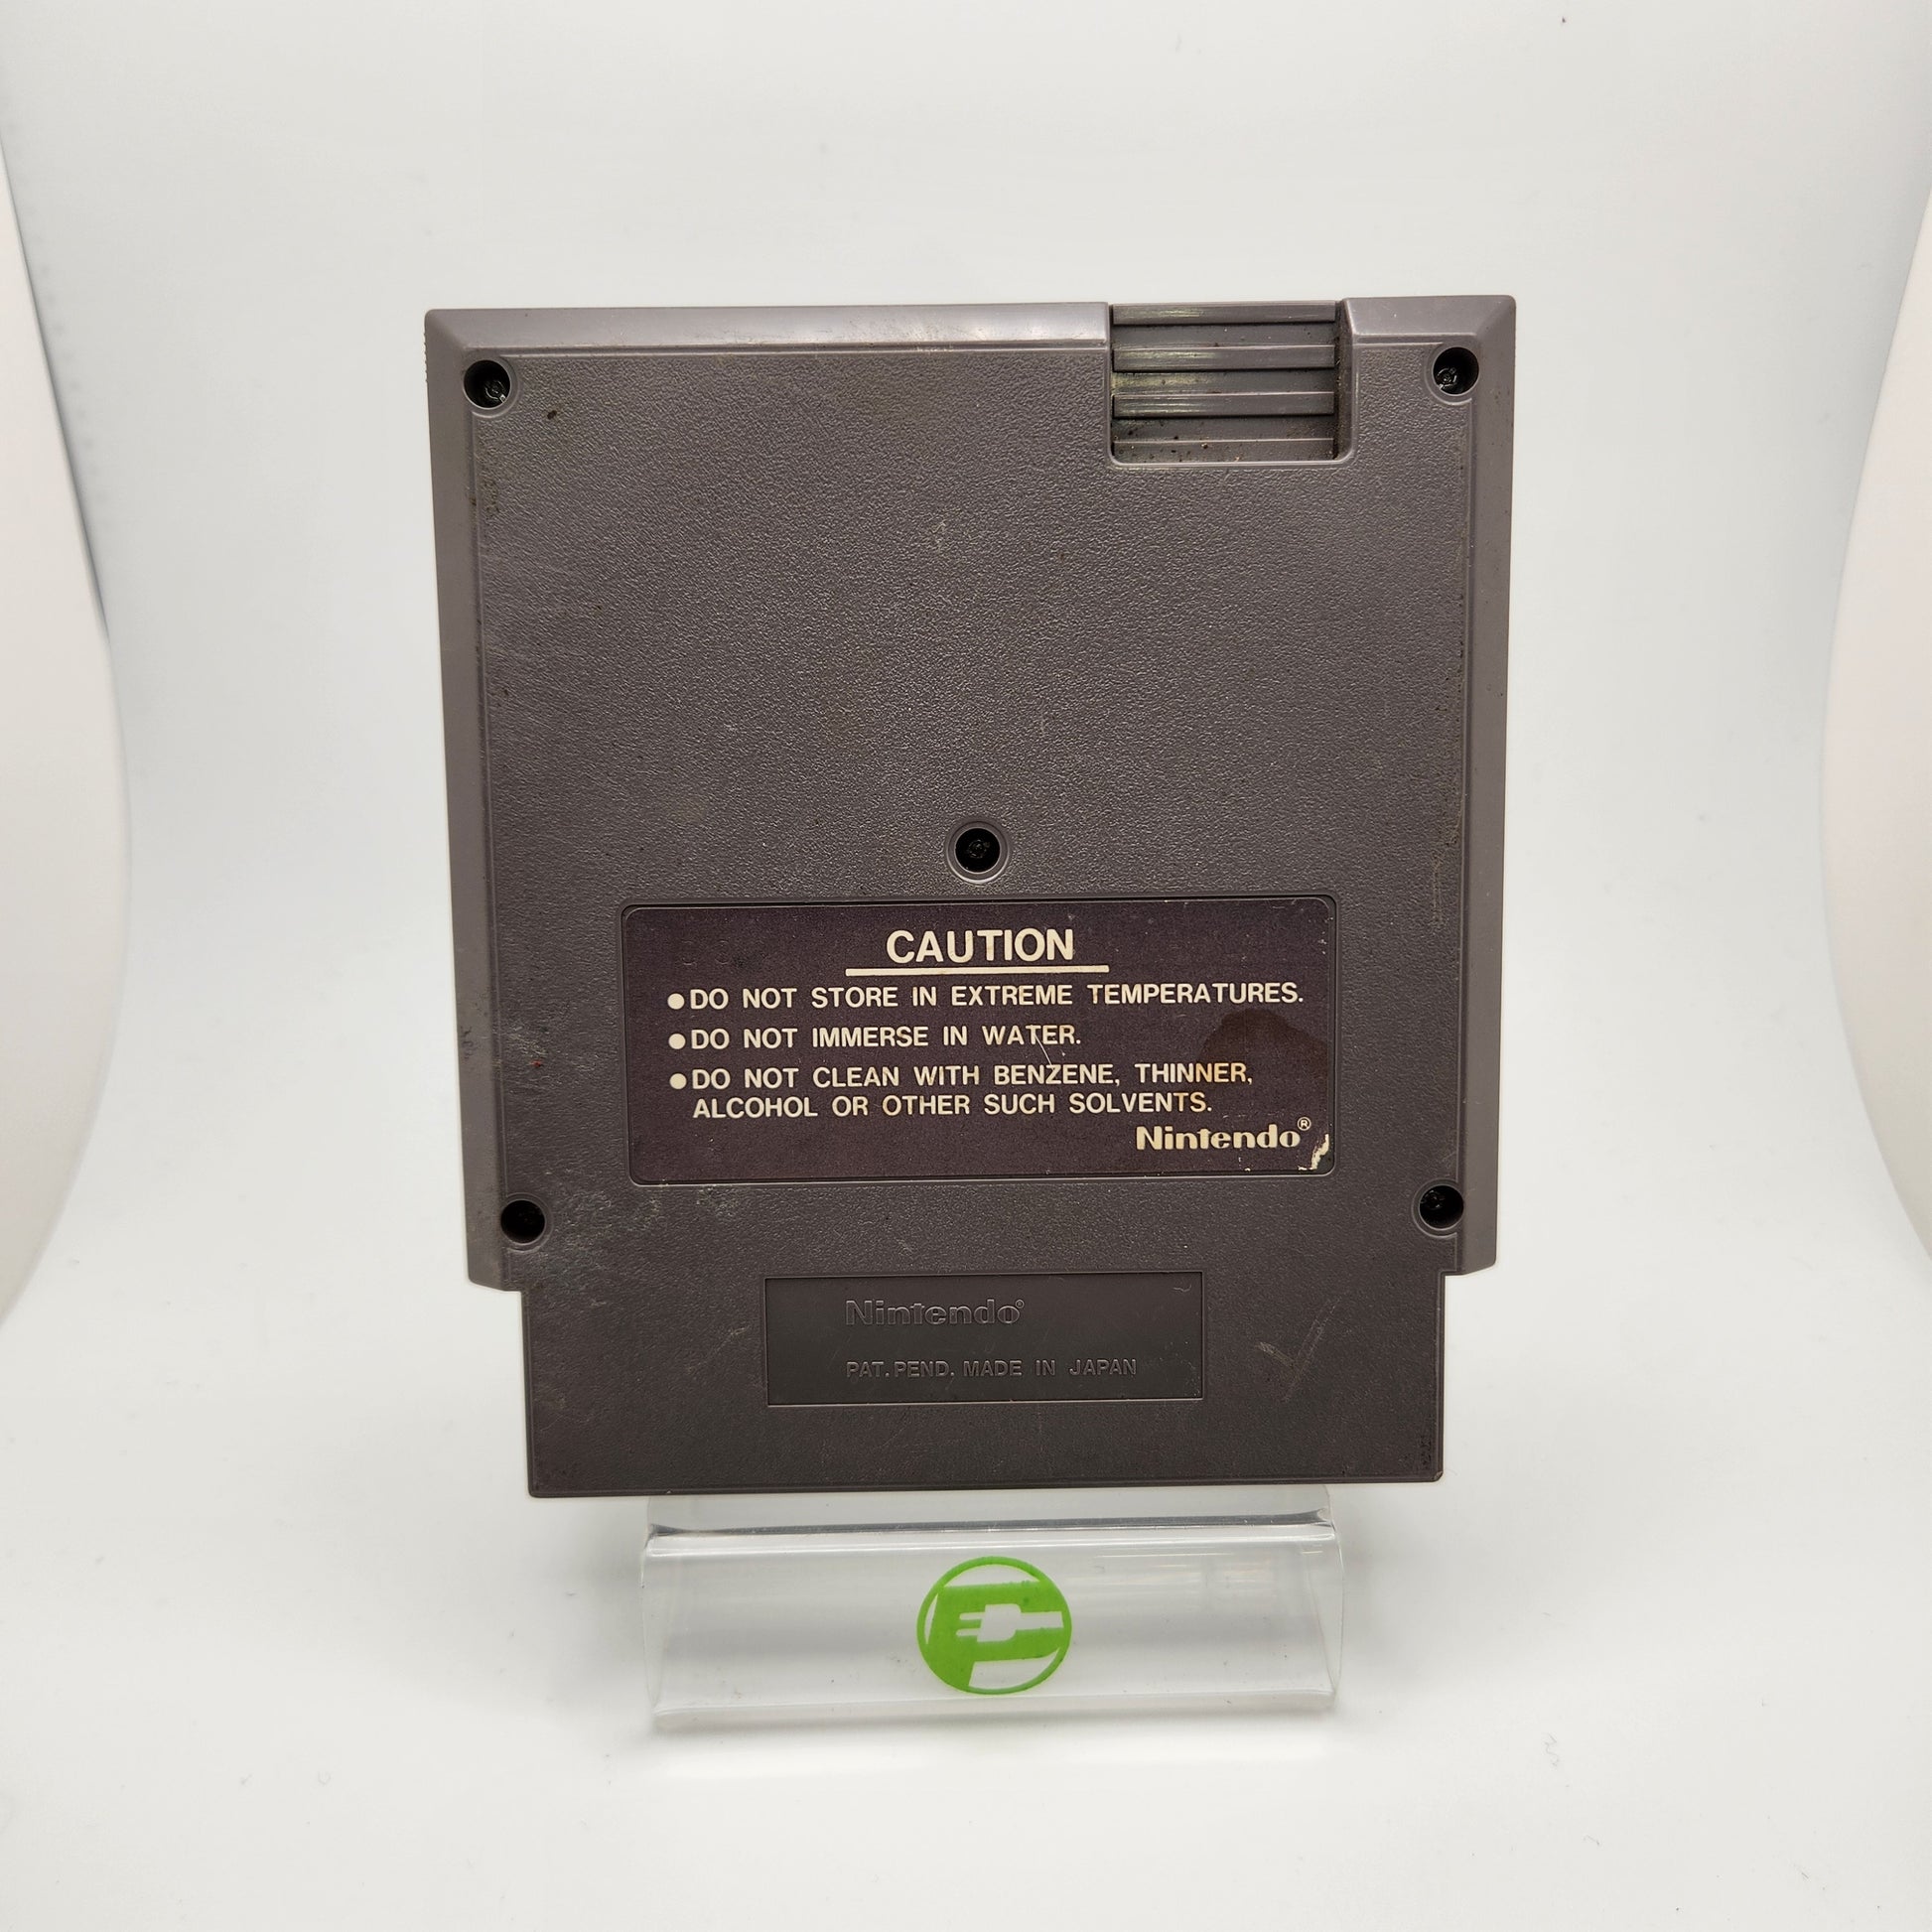 CAUTION
●DO NOT STORE IN EXTREME TEMPERATURES.
●DO NOT IMMERSE IN WATER.
●DO NOT CLEAN WITH BENZENE, THINNER,
ALCOHOL OR OTHER SUCH SOLVENTS.
Nintendo®
Nintendo®
PAT. PEND. MADE IN JAPAN